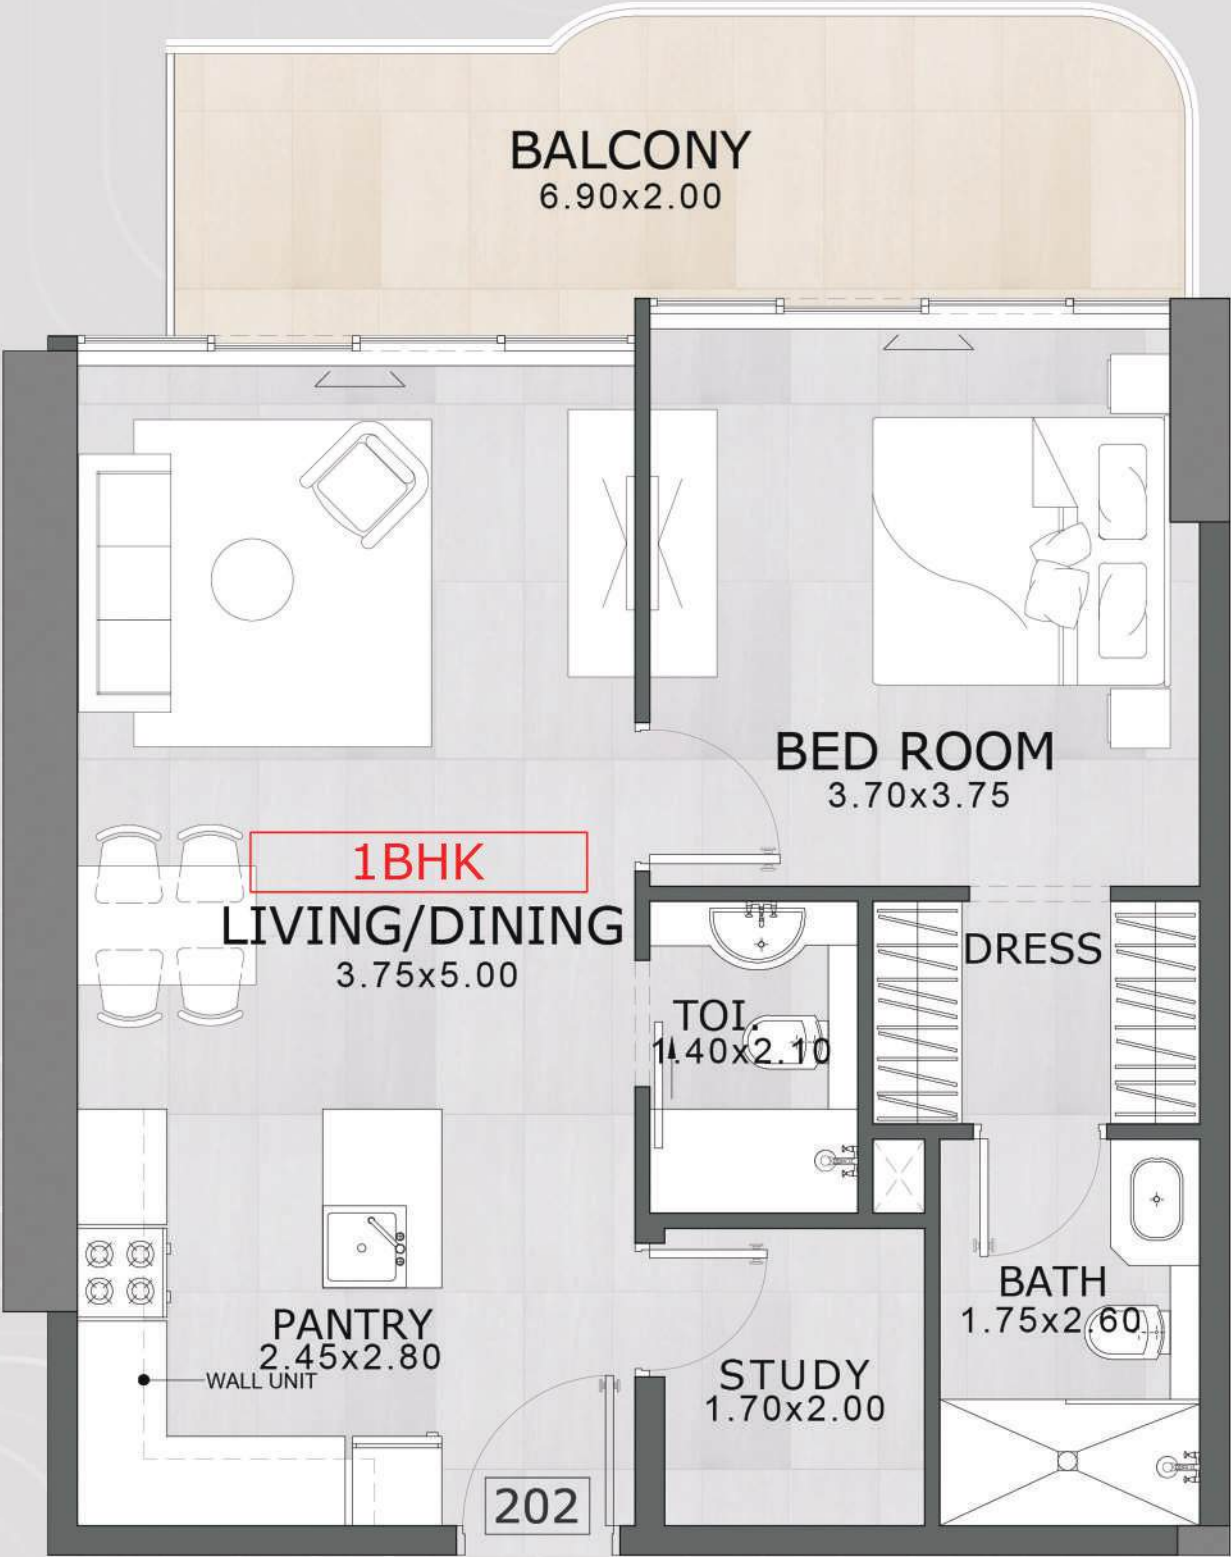 BALCONY
6.90x2.00
BED ROOM
3.70x3.75
1BHK
LIVING/DINING
3.75x5.00
DRESS
TOI.
1.40x2.10
BATH
1.75x2.60
PANTRY
2.45x2.80
WALL UNIT
STUDY
1.70x2.00
202